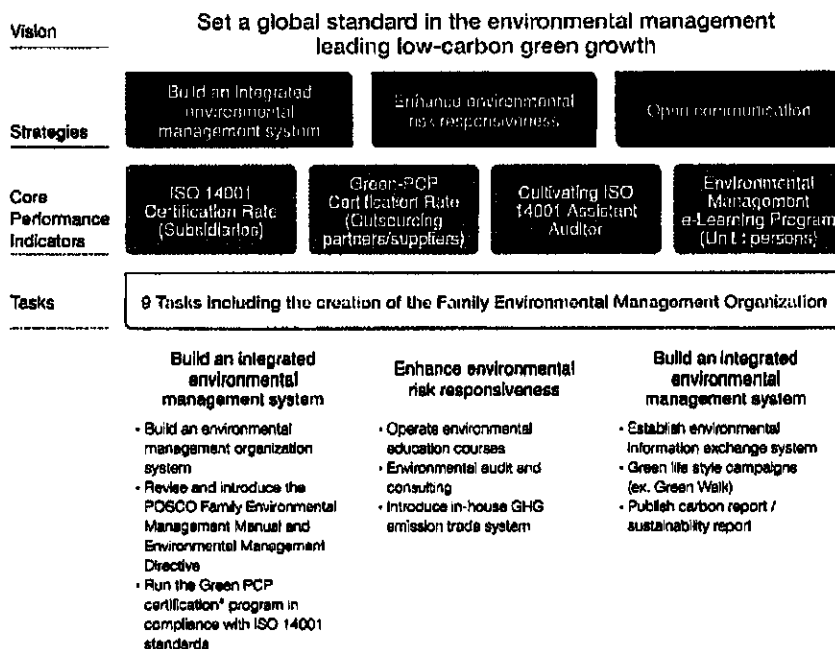 Vision
Set a global standard in the environmental management
leading low-carbon green growth
Strategies
Build an Integrated
environmental
management system
Enhance environmental
risk responsiveness
Open communication
Core
Performance
Indicators
ISO 14001
Certification Rate
(Subsidiaries)
Green-PCP
Certification Rate
(Outsourcing
partners/suppliers)
Cultivating ISO
14001 Assistant
Auditor
Environmental
Management
e-Learning Program
(Unit : persons)
Tasks
9 Tasks including the creation of the Family Environmental Management Organization
Build an integrated
environmental
management system
• Build an environmental
management organization
system
• Revise and introduce the
POSCO Family Environmental
Management Manual and
Environmental Management
Directive
• Run the Green PCP
certification* program in
compliance with ISO 14001
standards
Enhance environmental
risk responsiveness
• Operate environmental
education courses
• Environmental audit and
consulting
• Introduce in-house GHG
emission trade system
Build an integrated
environmental
management system
• Establish environmental
information exchange system
• Green life style campaigns
(ex. Green Walk)
• Publish carbon report /
sustainability report